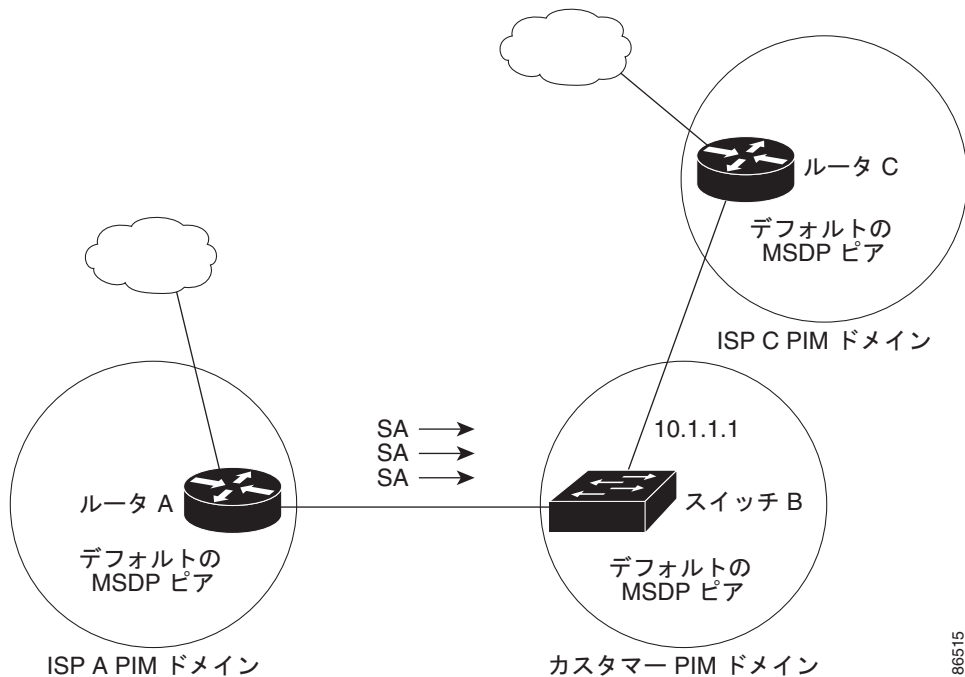 ルータ C
デフォルトの
MSDP ピア
ISP C PIM ドメイン
SA
SA
SA
10.1.1.1
ルータ A
スイッチ B
デフォルトの
MSDP ピア
デフォルトの
MSDP ピア
ISP A PIM ドメイン
カスタマー PIM ドメイン
86515